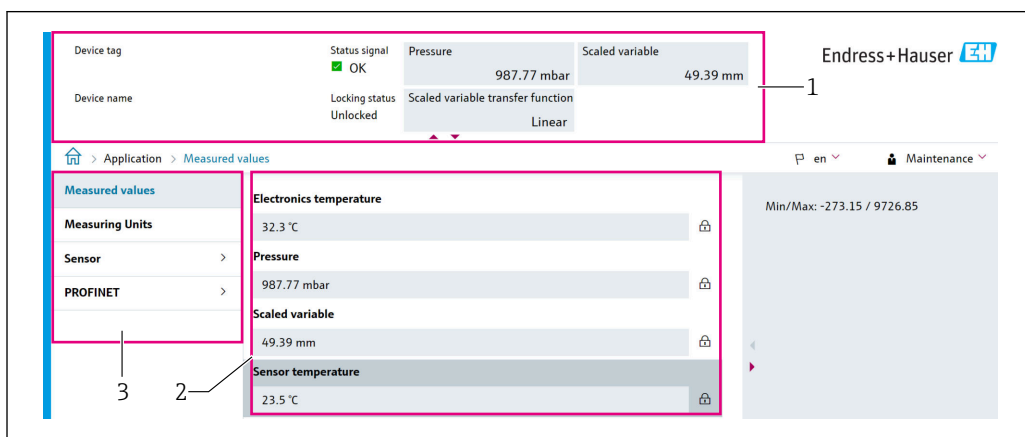 Device tag
Status signal
OK
Pressure
987.77 mbar
Scaled variable
49.39 mm
Endress+Hauser EH
1
Device name
Locking status
Unlocked
Scaled variable transfer function
Linear
> Application > Measured values
en
Maintenance
Measured values
Measuring Units
Sensor >
PROFINET >
3
2
Electronics temperature
32.3 °C
Pressure
987.77 mbar
Scaled variable
49.39 mm
Sensor temperature
23.5 °C
Min/Max: -273.15 / 9726.85